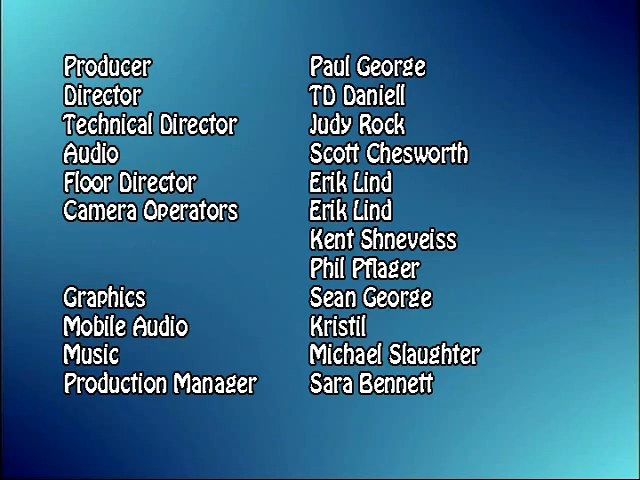 Producer Paul George
Director TD Daniell
Technical Director Judy Rock
Audio Scott Chesworth
Floor Director Erik Lind
Camera Operators Erik Lind
Kent Shneveiss
Phil Pflager
Graphics Sean George
Mobile Audio Kristil
Music Michael Slaughter
Production Manager Sara Bennett